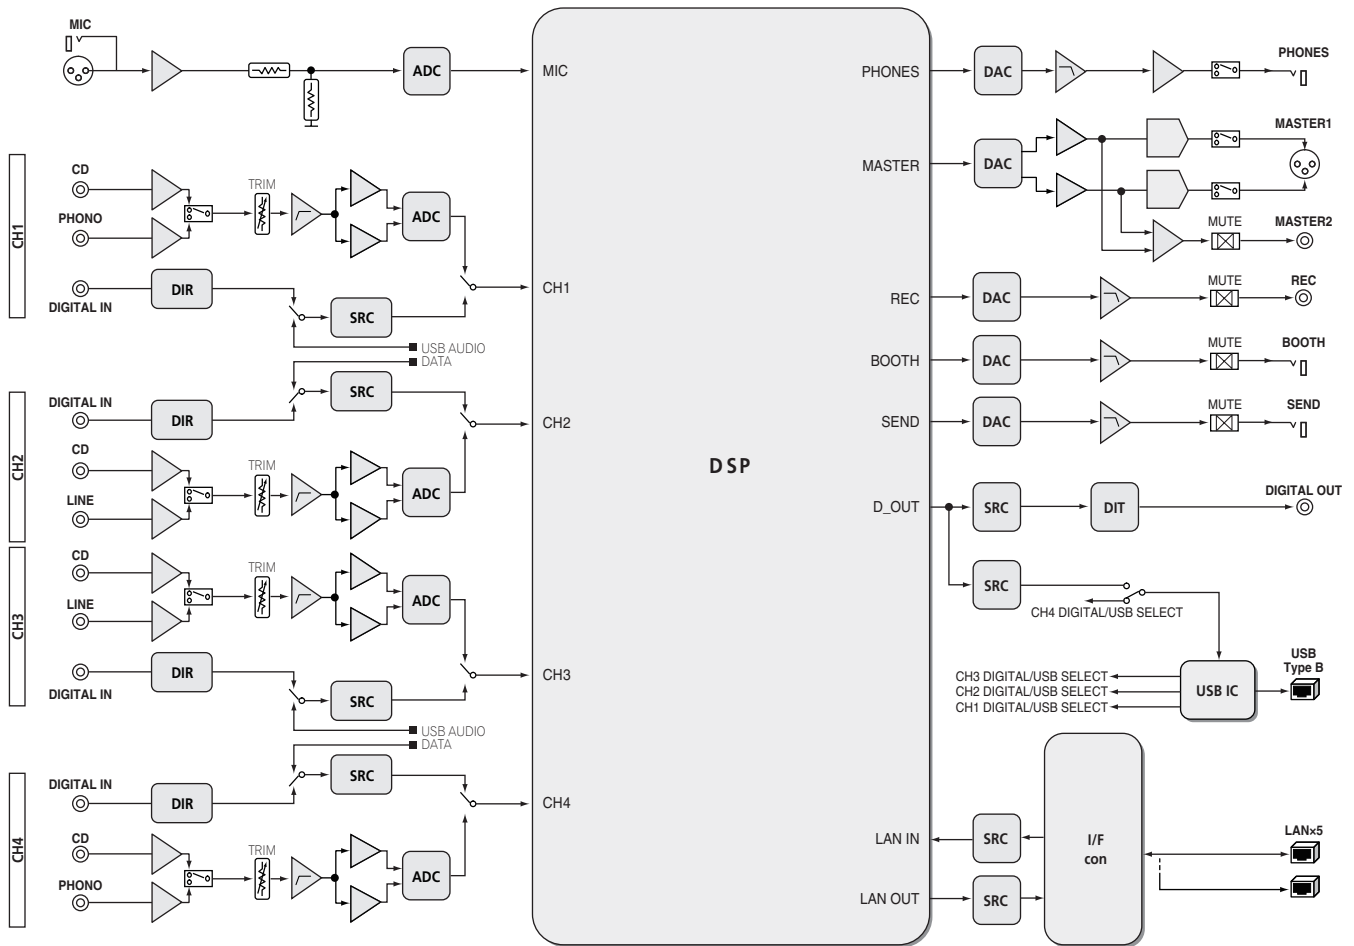 MIC
ADC
MIC
CH1
CD
PHONO
DIGITAL IN
TRIM
ADC
DIR
SRC
CH1
USB AUDIO
DATA
CH2
DIGITAL IN
DIR
SRC
CH2
CD
LINE
TRIM
ADC
CH3
CD
LINE
TRIM
ADC
DIGITAL IN
DIR
SRC
CH3
USB AUDIO
DATA
CH4
DIGITAL IN
DIR
SRC
CH4
CD
PHONO
TRIM
ADC
DSP
PHONES
DAC
PHONES
MASTER
DAC
MASTER1
MUTE
MASTER2
REC
DAC
MUTE
REC
BOOTH
DAC
MUTE
BOOTH
SEND
DAC
MUTE
SEND
D_OUT
SRC
DIT
DIGITAL OUT
SRC
CH4 DIGITAL/USB SELECT
CH3 DIGITAL/USB SELECT
CH2 DIGITAL/USB SELECT
CH1 DIGITAL/USB SELECT
USB IC
USB
Type B
LAN IN
SRC
I/F
con
LAN×5
LAN OUT
SRC